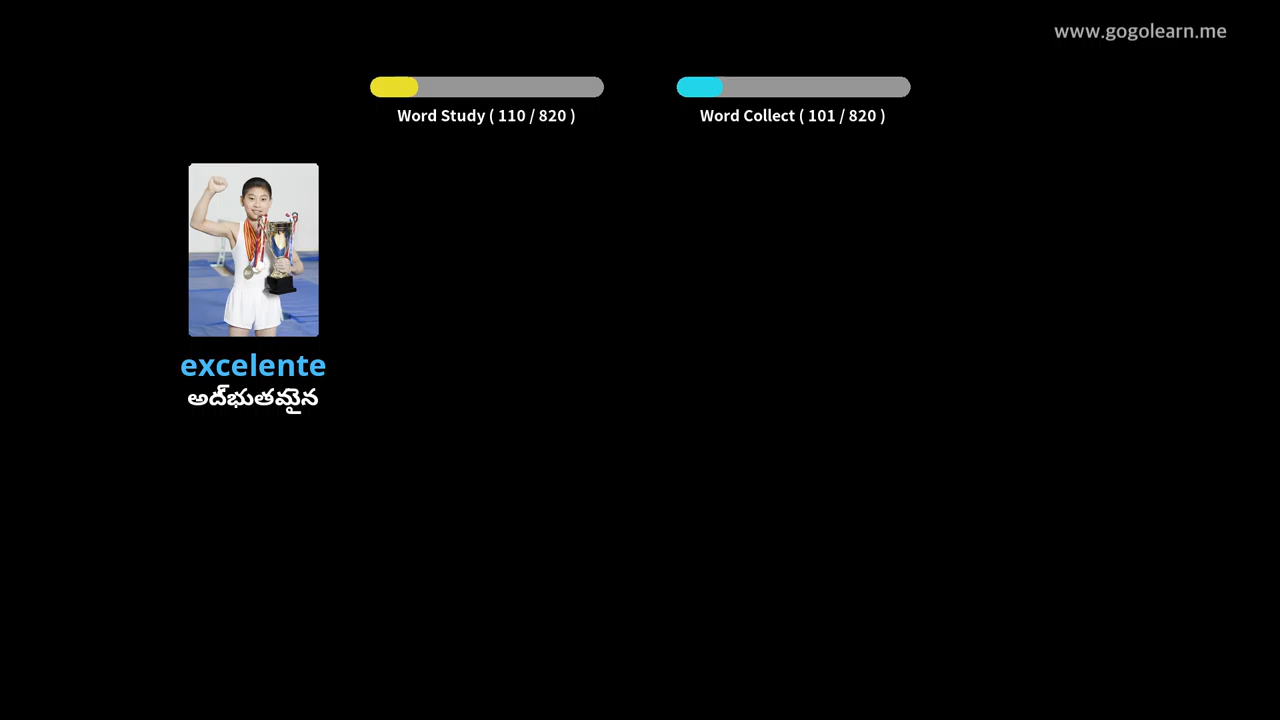 www.gogolearn.me
Word Study ( 110 / 820 )
Word Collect ( 101 / 820 )
excelente
అద్భుతమైన